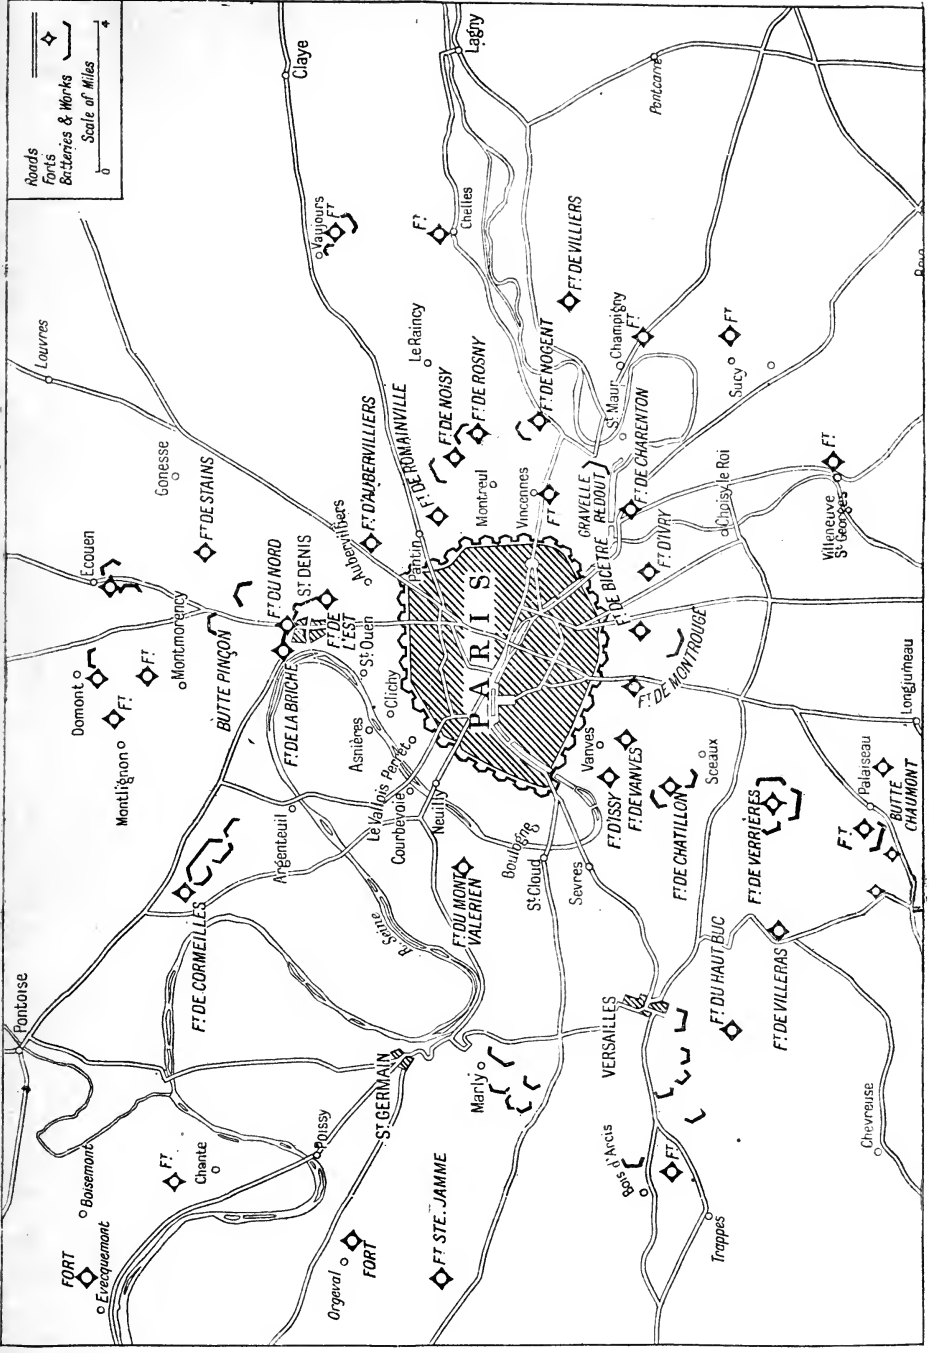 Roads
Forts
Batteries & Works
Scale of Miles
0 4
Pontoise
Boisemont
FORT
Evecquemont
FT
Chante
Poissy
Orgeval
FORT
FT STE. JAMME
ST GERMAIN
FT DE CORMEILLES
R. Seine
Marly
Montlignon
Domont
FT
FT
Montmorency
Ecouen
BUTTE PINÇON
FT DE STAINS
Gonesse
Louvres
FT DU NORD
ST DENIS
FT DE
L'EST
FT DE LA BRICHE
St Ouen
Clichy
Asnières
Le Vallois Perret
Courbevoie
Neuilly
Argenteuil
FT DU MONT
VALERIEN
Aubervilliers
FT D'AUBERVILLIERS
FT DE ROMAINVILLE
Pantin
FT DE NOISY
FT DE ROSNY
Le Raincy
Vaujours
FT
Claye
Lagny
FT
Chelles
Pontcarre
FT DE VILLIERS
FT DE NOGENT
Montreuil
Vincennes
FT
PARIS
Boulogne
St Cloud
Sevres
Vanves
FT D'ISSY
FT DE VANVES
FT DE CHATILLON
Sceaux
FT DE MONTROUGE
FT DE BICETRE
FT D'IVRY
FT DE CHARENTON
GRAVELLE
REDOUT
St Maur
Champigny
FT
Sucy
FT
Choisy le Roi
Villeneuve
St Georges
FT
Longjumeau
Palaiseau
BUTTE
CHAUMONT
FT
FT DE VERRIÈRES
FT DE VILLERAS
FT DU HAUT BUC
VERSAILLES
Bois d'Arcis
FT
Trappes
Chevreuse